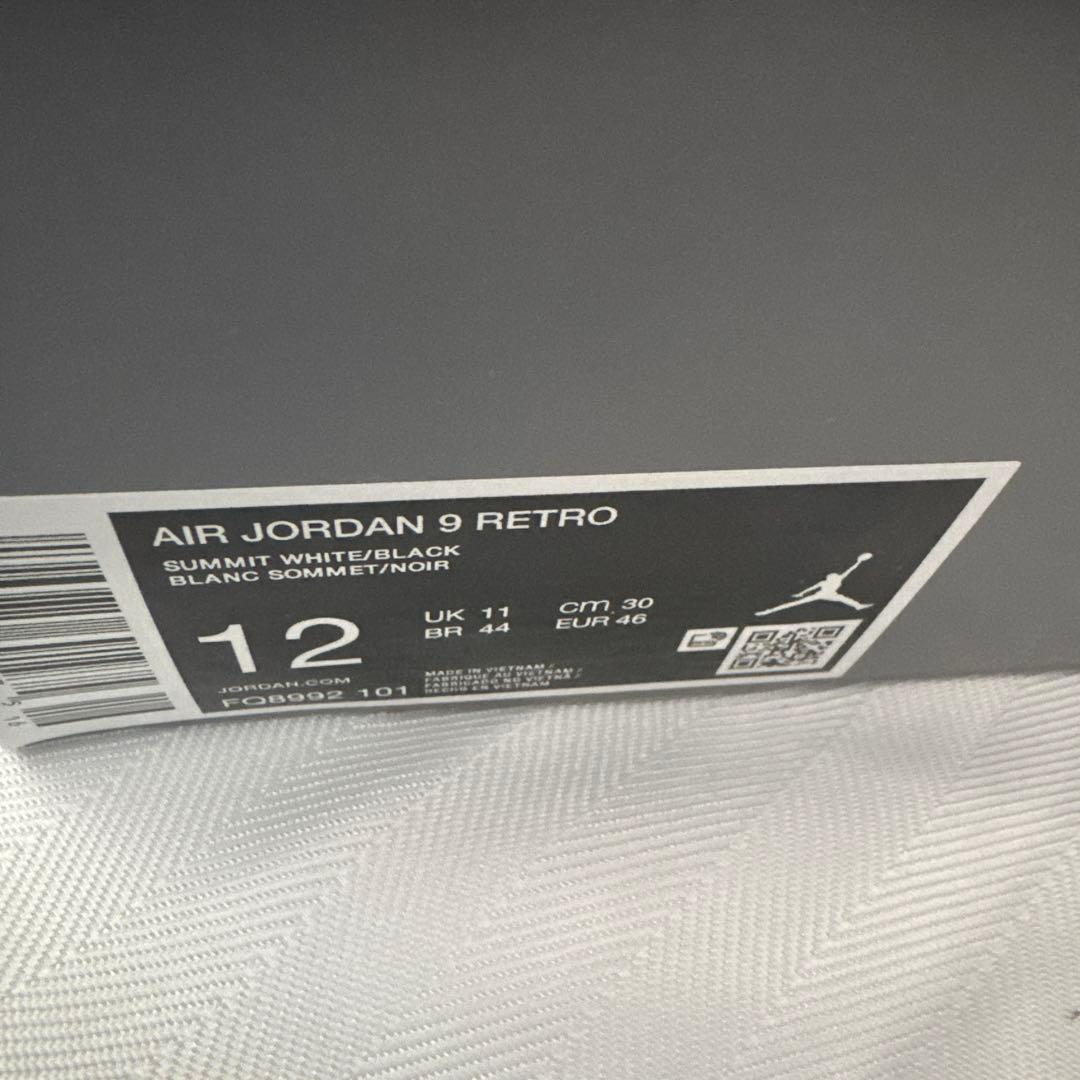 AIR JORDAN 9 RETRO
SUMMIT WHITE/BLACK
BLANC SOMMET/NOIR
12
UK 11
cm 30
BR 44
EUR 46
JORDAN.COM
FQ8992 101
MADE IN VIETNAM /
FABRIQUE AU VIETNAM /
FABRICADO NO VIETNA /
HECHO EN VIETNAM